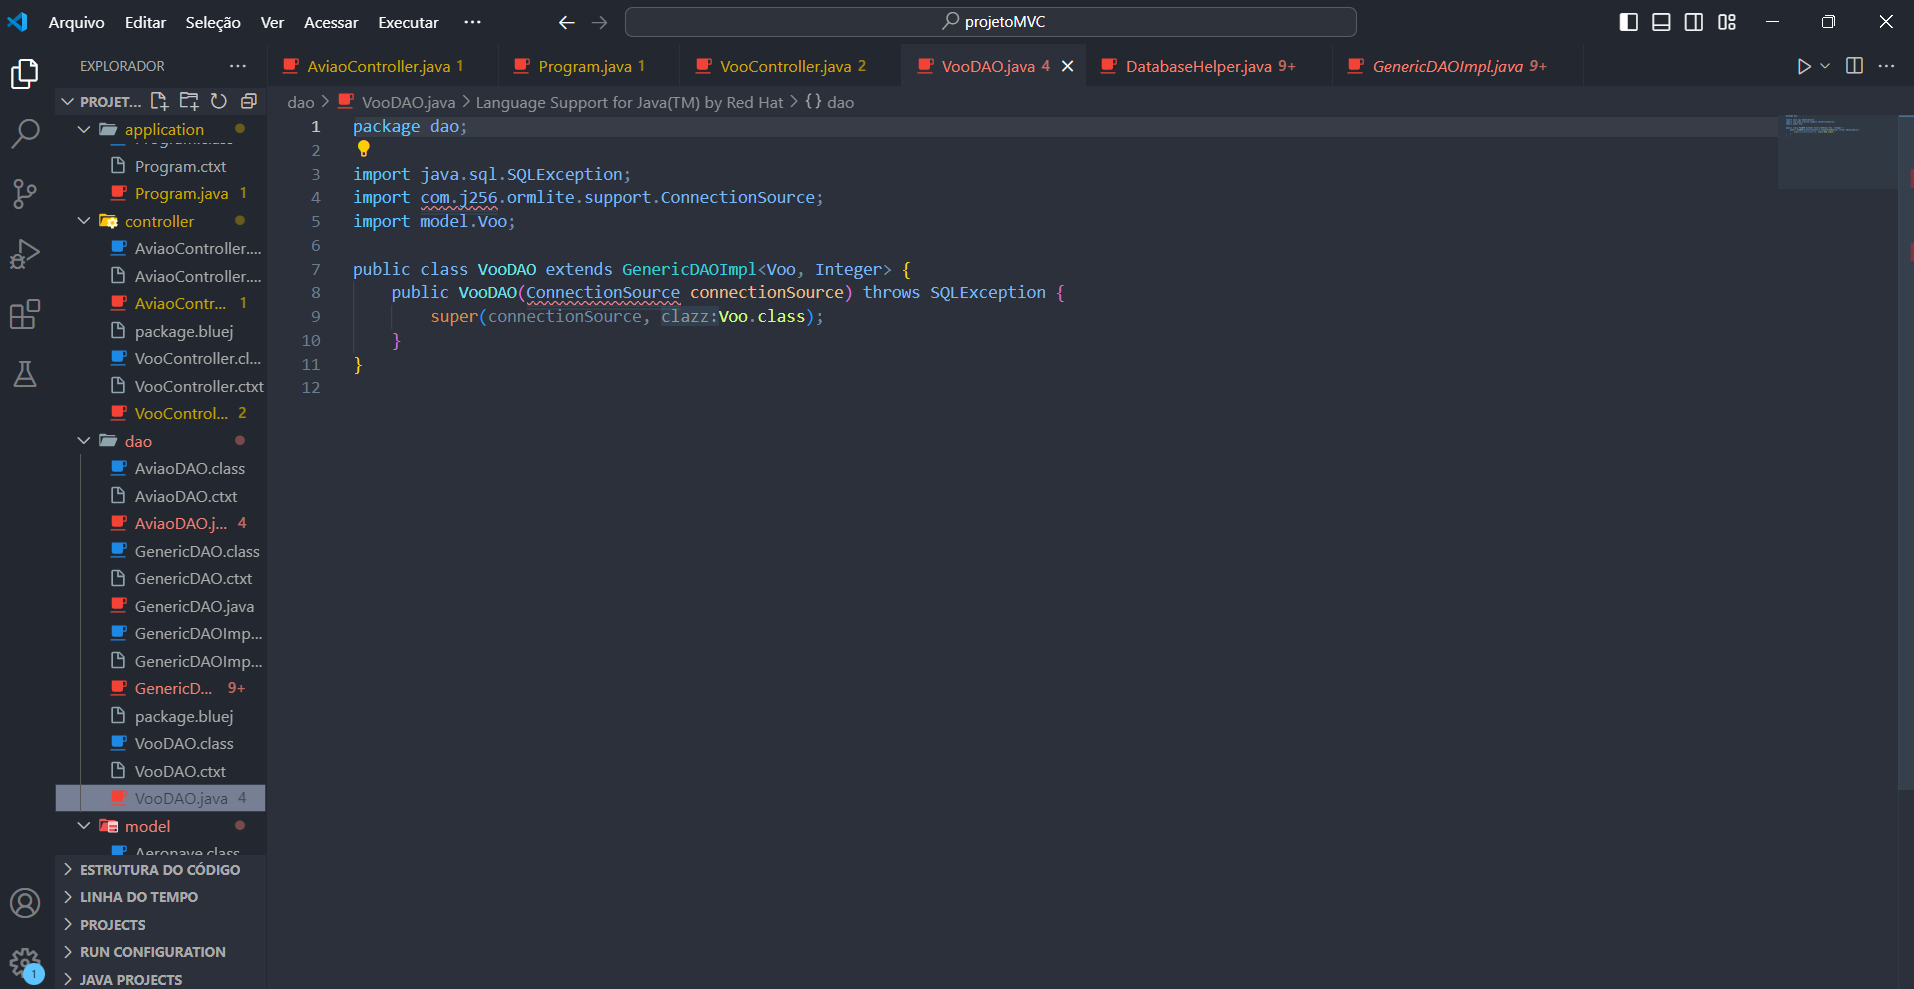 Arquivo Editar Seleção Ver Acessar Executar ··· projetoMVC
EXPLORADOR ···
AviaoController.java 1 Program.java 1 VooController.java 2 VooDAO.java 4 DatabaseHelper.java 9+ GenericDAOImpl.java 9+
PROJET...
dao > VooDAO.java > Language Support for Java(TM) by Red Hat > {} dao
application
Program.class
Program.ctxt
Program.java 1
controller
AviaoController....
AviaoController....
AviaoContr... 1
package.bluej
VooController.cl...
VooController.ctxt
VooControl... 2
dao
AviaoDAO.class
AviaoDAO.ctxt
AviaoDAO.j... 4
GenericDAO.class
GenericDAO.ctxt
GenericDAO.java
GenericDAOImp...
GenericDAOImp...
GenericD... 9+
package.bluej
VooDAO.class
VooDAO.ctxt
VooDAO.java 4
model
Aeronave.class
ESTRUTURA DO CÓDIGO
LINHA DO TEMPO
PROJECTS
RUN CONFIGURATION
JAVA PROJECTS
1
1 package dao;
2
3 import java.sql.SQLException;
4 import com.j256.ormlite.support.ConnectionSource;
5 import model.Voo;
6
7 public class VooDAO extends GenericDAOImpl<Voo, Integer> {
8 public VooDAO(ConnectionSource connectionSource) throws SQLException {
9 super(connectionSource, clazz:Voo.class);
10 }
11 }
12